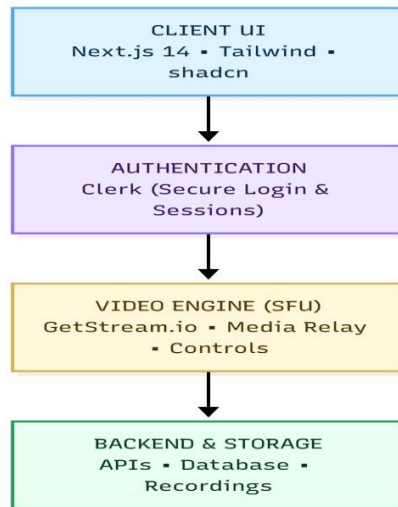 CLIENT UI
Next.js 14 ▪ Tailwind ▪
shadcn
AUTHENTICATION
Clerk (Secure Login &
Sessions)
VIDEO ENGINE (SFU)
GetStream.io ▪ Media Relay
▪ Controls
BACKEND & STORAGE
APIs ▪ Database ▪
Recordings